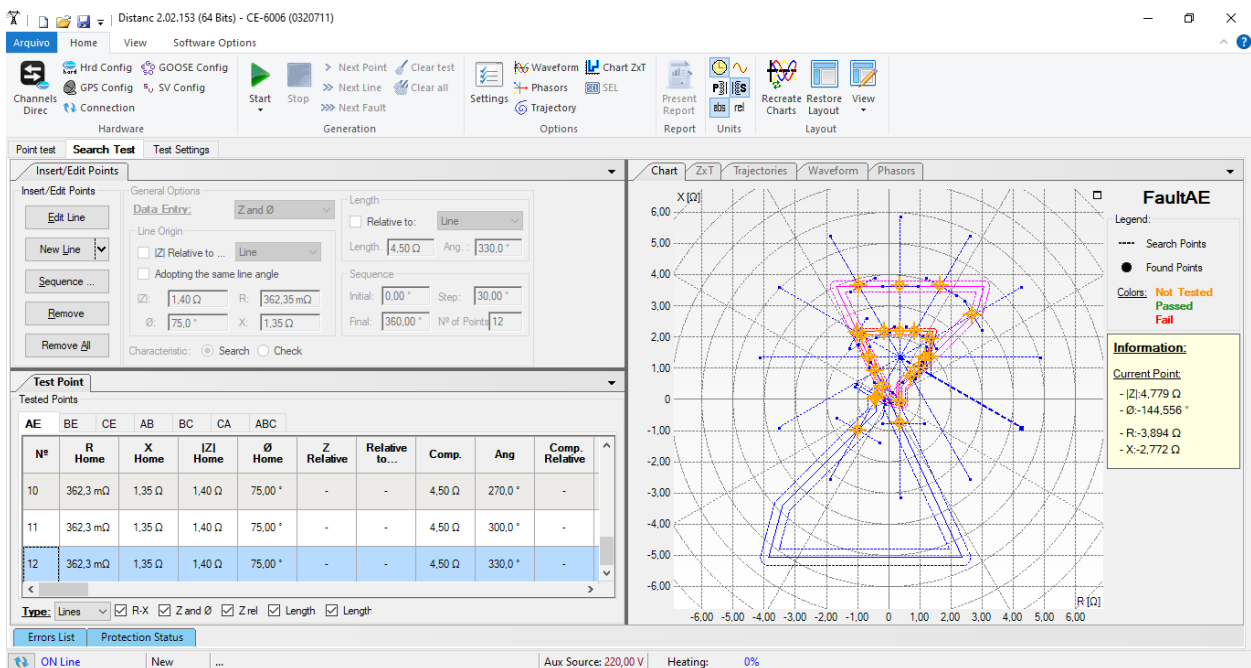 Distanc 2.02.153 (64 Bits) - CE-6006 (0320711)
Arquivo Home View Software Options
Hrd Config GOOSE Config
GPS Config SV Config
Connection
Channels Direc
Hardware
Start Stop
Next Point Clear test
Next Line Clear all
Next Fault
Generation
Settings
Waveform Chart ZxT
Phasors SEL
Trajectory
Options
Present Report
Report
abs rel
Units
Recreate Charts Restore Layout View
Layout
Point test Search Test Test Settings
Insert/Edit Points
Insert/Edit Points
Edit Line
New Line
Sequence ...
Remove
Remove All
General Options
Data Entry: Z and Ø
Line Origin
|Z| Relative to ... Line
Adopting the same line angle
|Z|: 1,40 Ω R: 362,35 mΩ
Ø: 75,0 ° X: 1,35 Ω
Characteristic: Search Check
Length
Relative to: Line
Length.: 4,50 Ω Ang. : 330,0 °
Sequence
Initial: 0,00 ° Step: 30,00 °
Final: 360,00 ° Nº of Points 12
Test Point
Tested Points
AE BE CE AB BC CA ABC
Nº R Home X Home |Z| Home Ø Home Z Relative Relative to... Comp. Ang Comp. Relative
10 362,3 mΩ 1,35 Ω 1,40 Ω 75,00 ° - - 4,50 Ω 270,0 ° -
11 362,3 mΩ 1,35 Ω 1,40 Ω 75,00 ° - - 4,50 Ω 300,0 ° -
12 362,3 mΩ 1,35 Ω 1,40 Ω 75,00 ° - - 4,50 Ω 330,0 ° -
Type: Lines R-X Z and Ø Z rel Length Length
Chart ZxT Trajectories Waveform Phasors
X [Ω]
6,00
5,00
4,00
3,00
2,00
1,00
0
-1,00
-2,00
-3,00
-4,00
-5,00
-6,00
R [Ω]
-6,00 -5,00 -4,00 -3,00 -2,00 -1,00 0 1,00 2,00 3,00 4,00 5,00 6,00
FaultAE
Legend:
Search Points
Found Points
Colors: Not Tested
Passed
Fail
Information:
Current Point:
- |Z|:4,779 Ω
- Ø:-144,556 °
- R:-3,894 Ω
- X:-2,772 Ω
Errors List Protection Status
ON Line New ... Aux Source: 220,00 V Heating: 0%